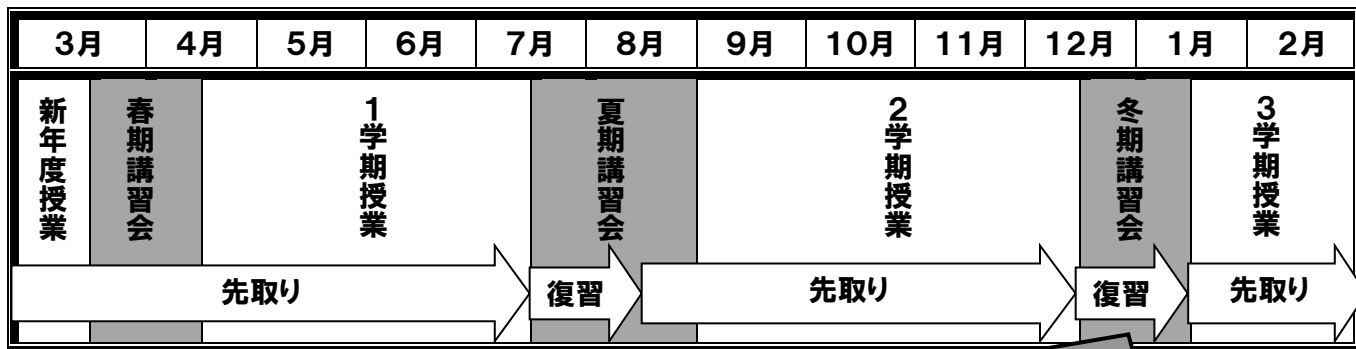 3月 4月 5月 6月 7月 8月 9月 10月 11月 12月 1月 2月
新年度授業 春期講習会 1学期授業 夏期講習会 2学期授業 冬期講習会 3学期授業
先取り 復習 先取り 復習 先取り